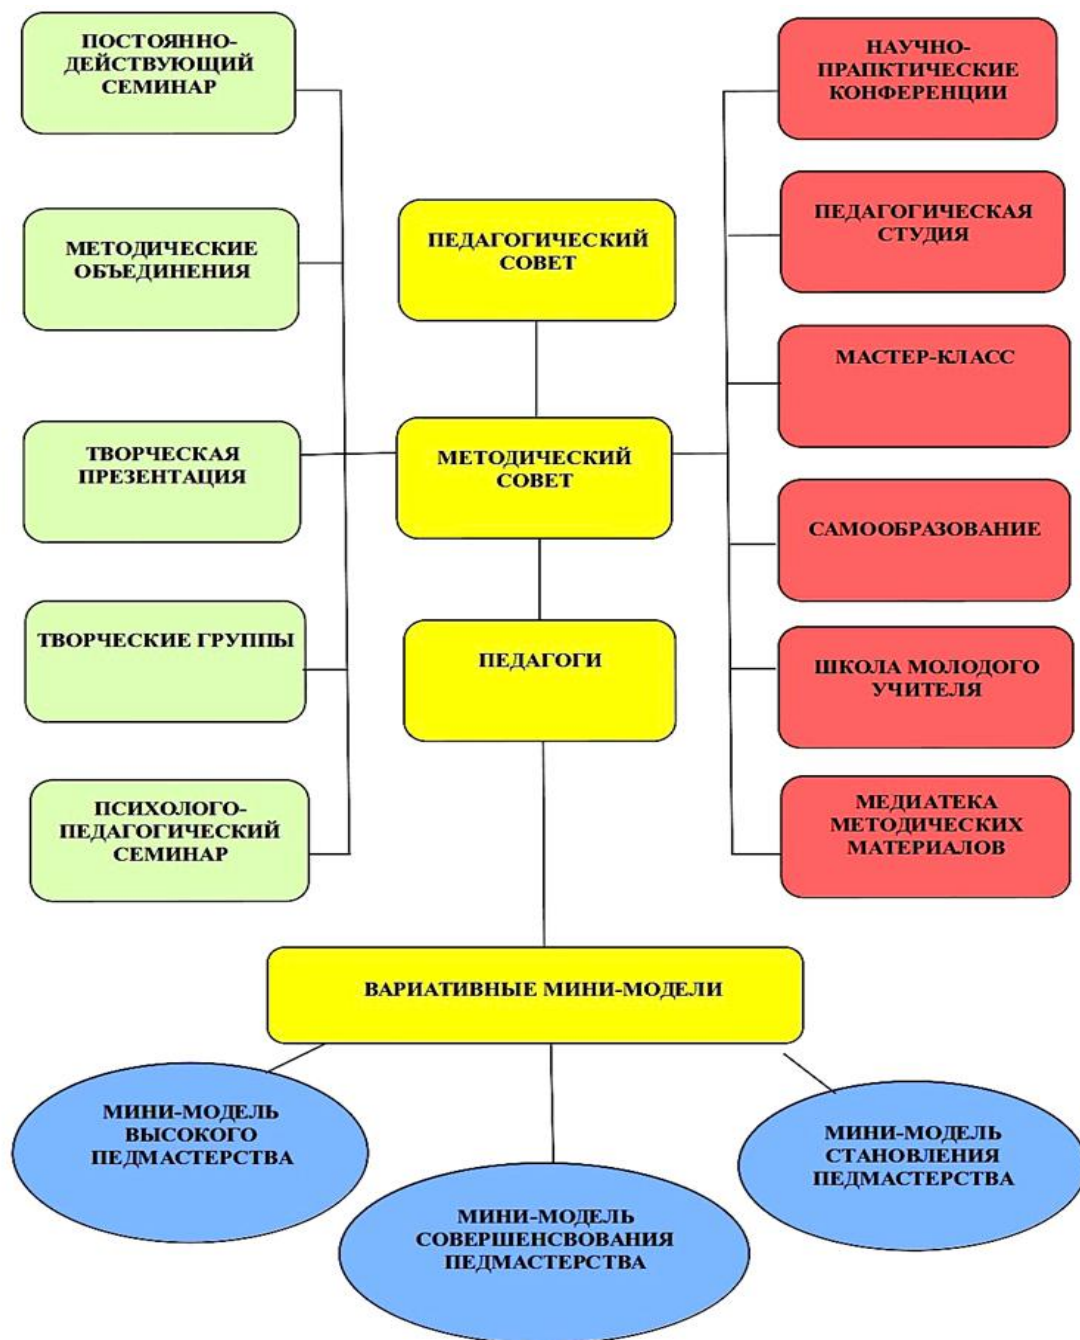 ПОСТОЯННО-
ДЕЙСТВУЮЩИЙ
СЕМИНАР
МЕТОДИЧЕСКИЕ
ОБЪЕДИНЕНИЯ
ТВОРЧЕСКАЯ
ПРЕЗЕНТАЦИЯ
ТВОРЧЕСКИЕ ГРУППЫ
ПСИХОЛОГО-
ПЕДАГОГИЧЕСКИЙ
СЕМИНАР
ПЕДАГОГИЧЕСКИЙ
СОВЕТ
МЕТОДИЧЕСКИЙ
СОВЕТ
ПЕДАГОГИ
НАУЧНО-
ПРАПКТИЧЕСКИЕ
КОНФЕРЕНЦИИ
ПЕДАГОГИЧЕСКАЯ
СТУДИЯ
МАСТЕР-КЛАСС
САМООБРАЗОВАНИЕ
ШКОЛА МОЛОДОГО
УЧИТЕЛЯ
МЕДИАТЕКА
МЕТОДИЧЕСКИХ
МАТЕРИАЛОВ
ВАРИАТИВНЫЕ МИНИ-МОДЕЛИ
МИНИ-МОДЕЛЬ
ВЫСОКОГО
ПЕДМАСТЕРСТВА
МИНИ-МОДЕЛЬ
СОВЕРШЕНСВОВАНИЯ
ПЕДМАСТЕРСТВА
МИНИ-МОДЕЛЬ
СТАНОВЛЕНИЯ
ПЕДМАСТЕРСТВА